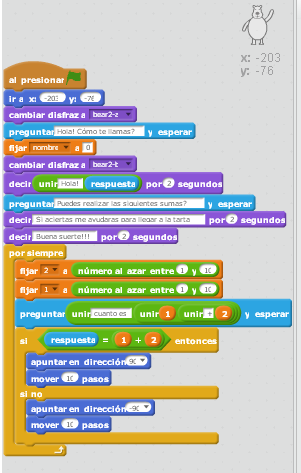 x: -203
y: -76
al presionar
ir a x: -203 y: -76
cambiar disfraz a bear2-a
preguntar Hola! Cómo te llamas? y esperar
fijar nombre a 0
cambiar disfraz a bear2-b
decir unir Hola! respuesta por 2 segundos
preguntar Puedes realizar las siguientes sumas? y esperar
decir Si aciertas me ayudaras para llegar a la tarta por 2 segundos
decir Buena suerte!!! por 2 segundos
por siempre
fijar 2 a número al azar entre 1 y 10
fijar 1 a número al azar entre 1 y 10
preguntar unir cuanto es unir 1 unir + 2 y esperar
si respuesta = 1 + 2 entonces
apuntar en dirección 90
mover 10 pasos
si no
apuntar en dirección -90
mover 10 pasos